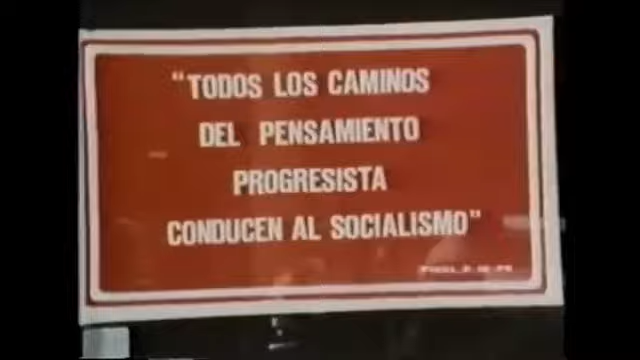 "TODOS LOS CAMINOS
DEL PENSAMIENTO
PROGRESISTA
CONDUCEN AL SOCIALISMO"